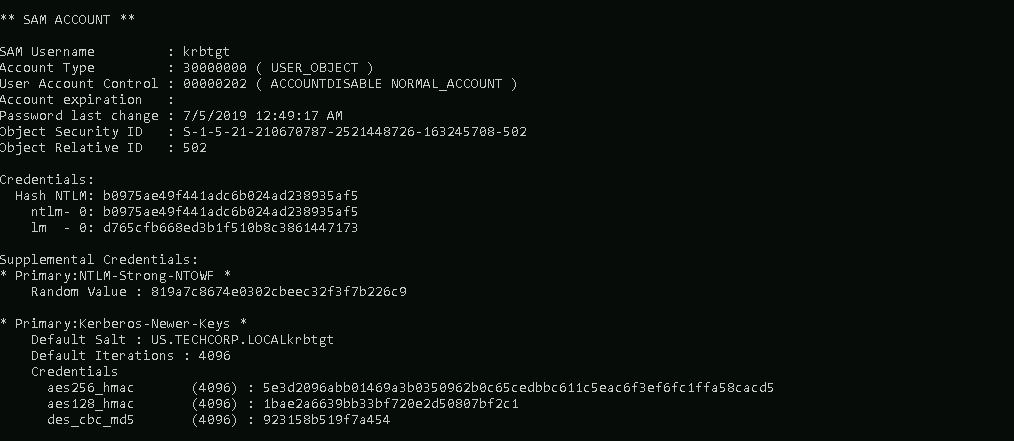 ** SAM ACCOUNT **
SAM Username         : krbtgt
Account Type         : 30000000 ( USER_OBJECT )
User Account Control : 00000202 ( ACCOUNTDISABLE NORMAL_ACCOUNT )
Account expiration   :
Password last change : 7/5/2019 12:49:17 AM
Object Security ID   : S-1-5-21-210670787-2521448726-163245708-502
Object Relative ID   : 502
Credentials:
  Hash NTLM: b0975ae49f441adc6b024ad238935af5
    ntlm- 0: b0975ae49f441adc6b024ad238935af5
    lm  - 0: d765cfb668ed3b1f510b8c3861447173
Supplemental Credentials:
* Primary:NTLM-Strong-NTOWF *
    Random Value : 819a7c8674e0302cbeec32f3f7b226c9
* Primary:Kerberos-Newer-Keys *
    Default Salt : US.TECHCORP.LOCALkrbtgt
    Default Iterations : 4096
    Credentials
      aes256_hmac       (4096) : 5e3d2096abb01469a3b0350962b0c65cedbbc611c5eac6f3ef6fc1ffa58cacd5
      aes128_hmac       (4096) : 1bae2a6639bb33bf720e2d50807bf2c1
      des_cbc_md5       (4096) : 923158b519f7a454